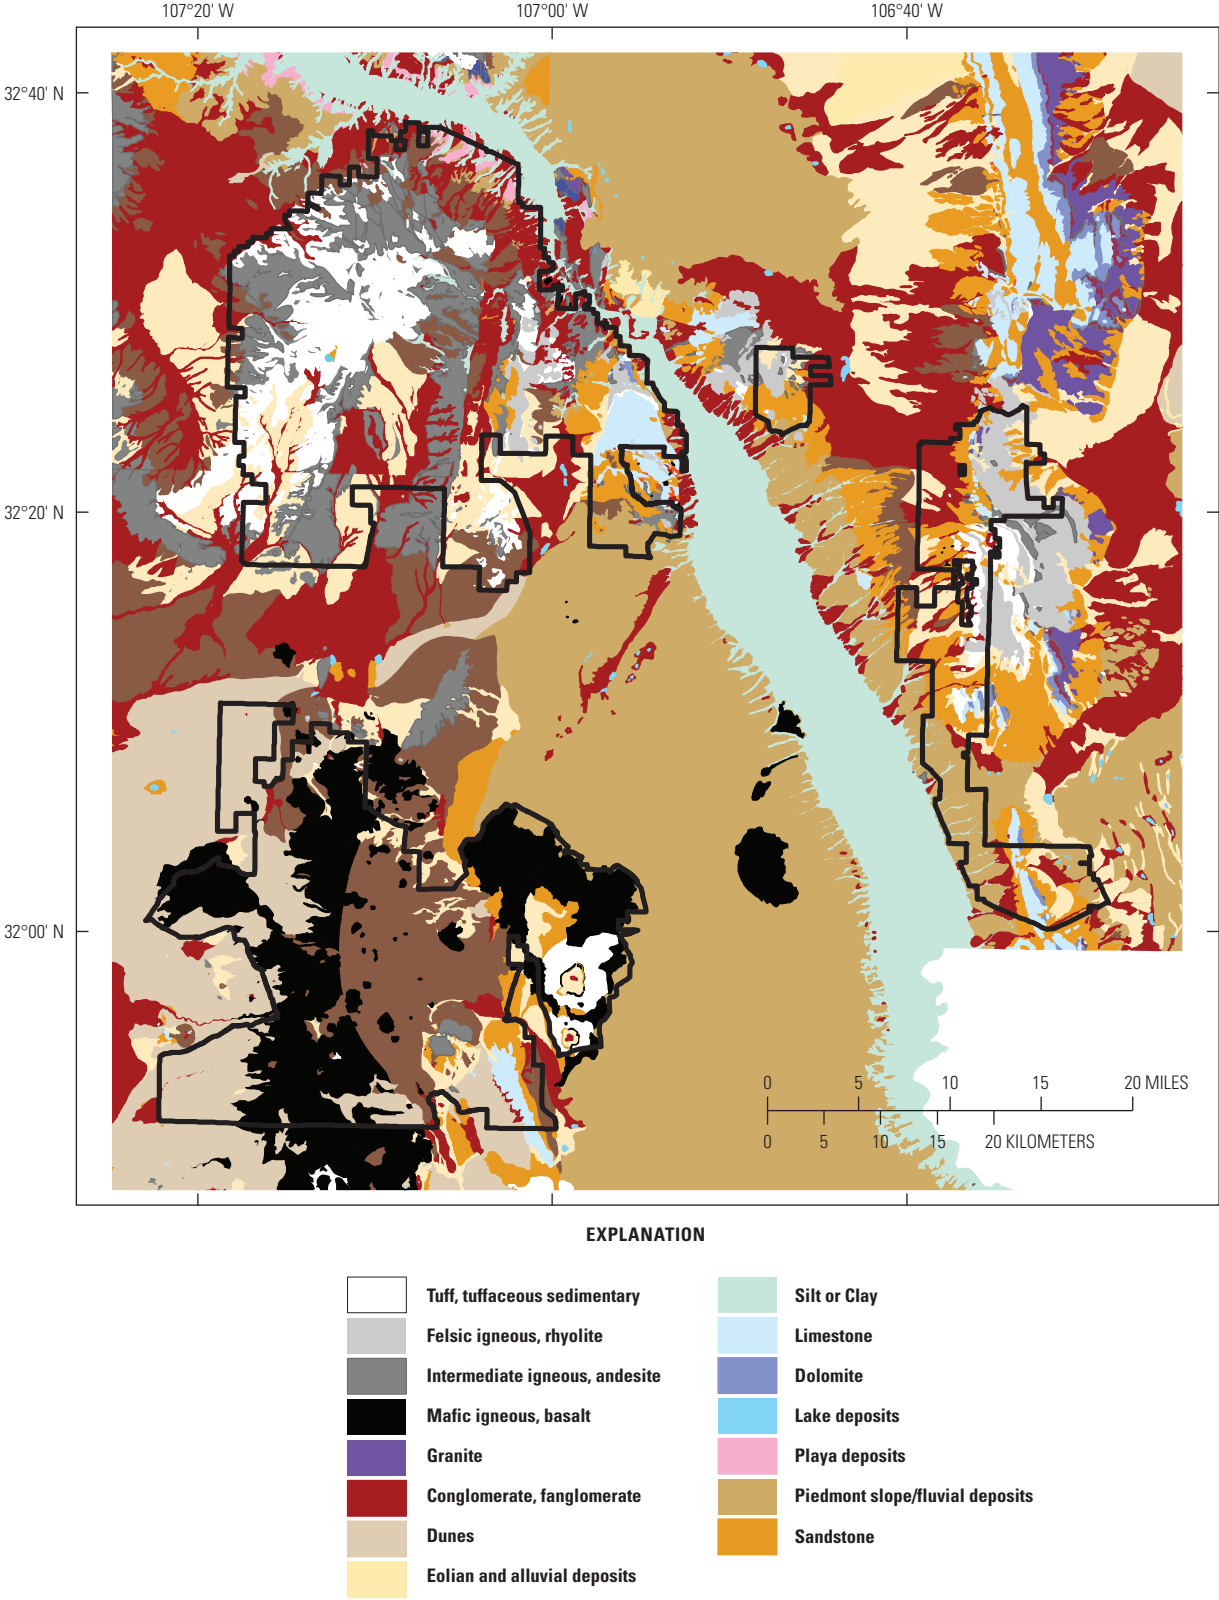 107°20' W 107°00' W 106°40' W
32°40' N
32°20' N
32°00' N
0 5 10 15 20 MILES
0 5 10 15 20 KILOMETERS
EXPLANATION
Tuff, tuffaceous sedimentary
Felsic igneous, rhyolite
Intermediate igneous, andesite
Mafic igneous, basalt
Granite
Conglomerate, fanglomerate
Dunes
Eolian and alluvial deposits
Silt or Clay
Limestone
Dolomite
Lake deposits
Playa deposits
Piedmont slope/fluvial deposits
Sandstone